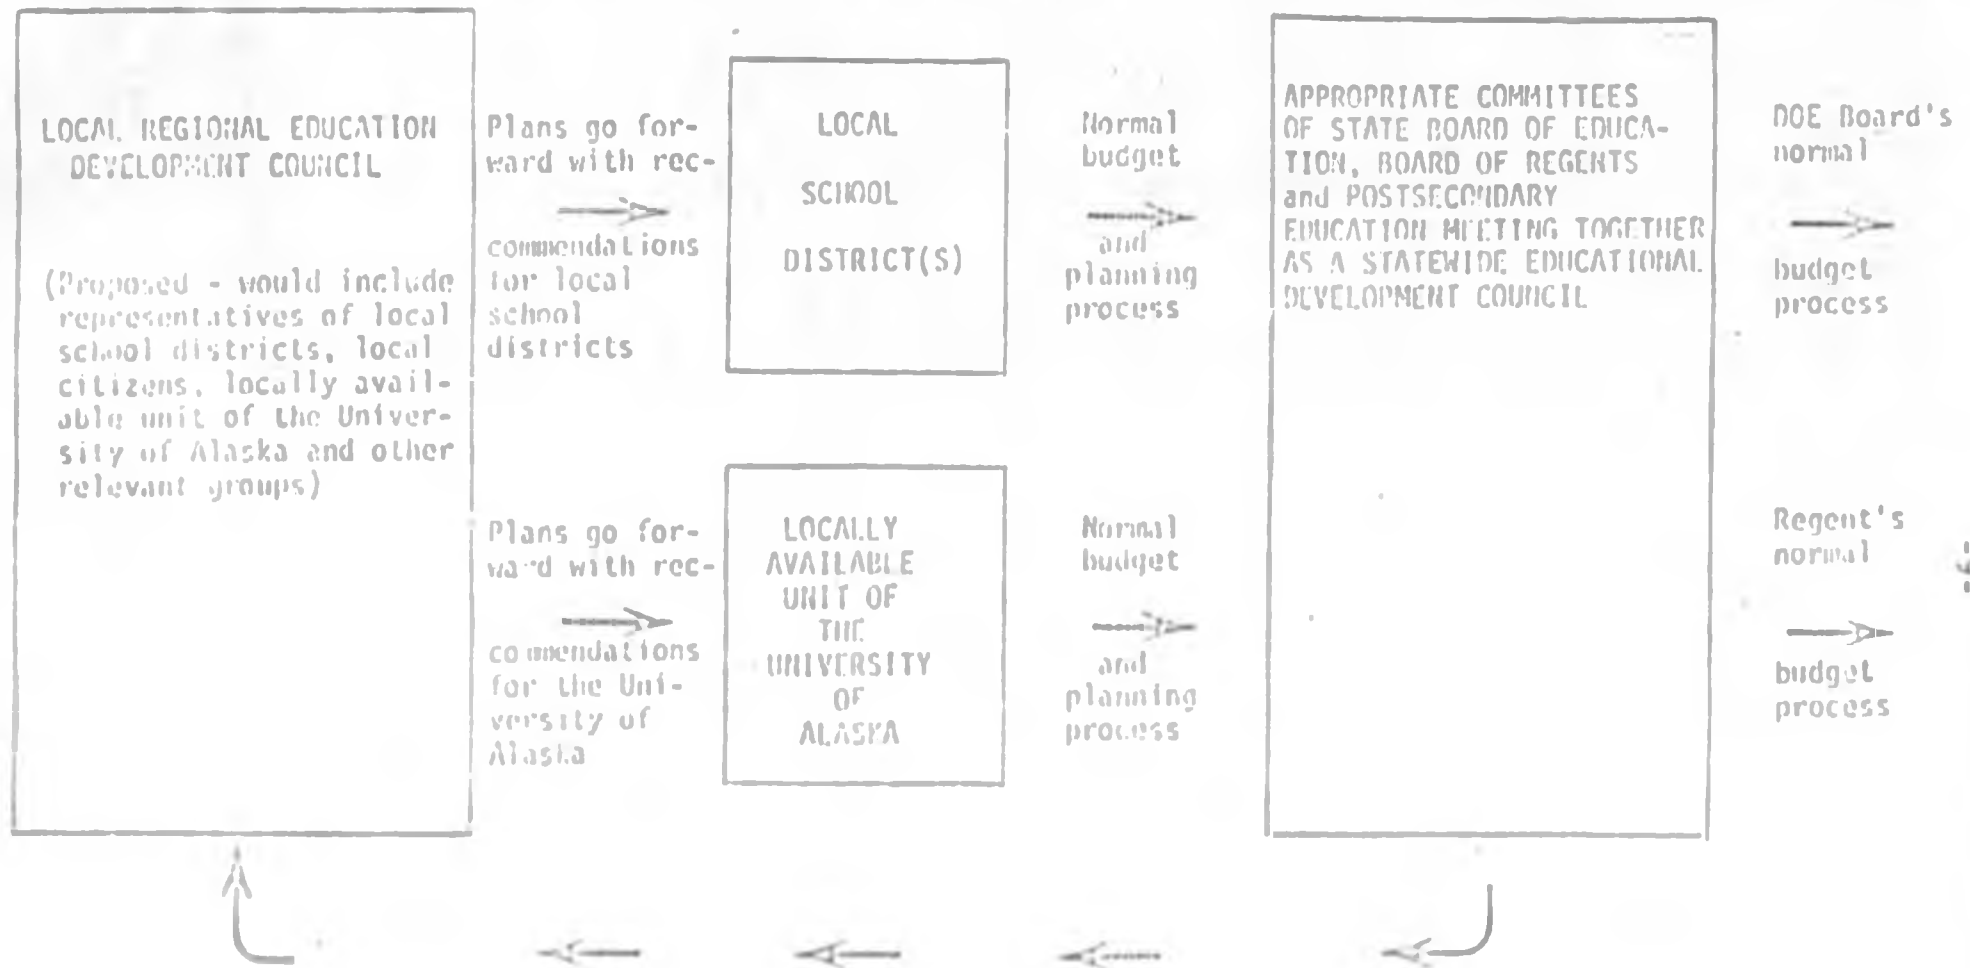 LOCAL REGIONAL EDUCATION
DEVELOPMENT COUNCIL
(Proposed - would include
representatives of local
school districts, local
citizens, locally avail-
able unit of the Univer-
sity of Alaska and other
relevant groups)
Plans go for-
ward with rec-
commendations
for local
school
districts
LOCAL
SCHOOL
DISTRICT(S)
Normal
budget
and
planning
process
APPROPRIATE COMMITTEES
OF STATE BOARD OF EDUCA-
TION, BOARD OF REGENTS
and POSTSECONDARY
EDUCATION MEETING TOGETHER
AS A STATEWIDE EDUCATIONAL
DEVELOPMENT COUNCIL
DOE Board's
normal
budget
process
Plans go for-
ward with rec-
commendations
for the Uni-
versity of
Alaska
LOCALLY
AVAILABLE
UNIT OF
THE
UNIVERSITY
OF
ALASKA
Normal
budget
and
planning
process
Regent's
normal
budget
process